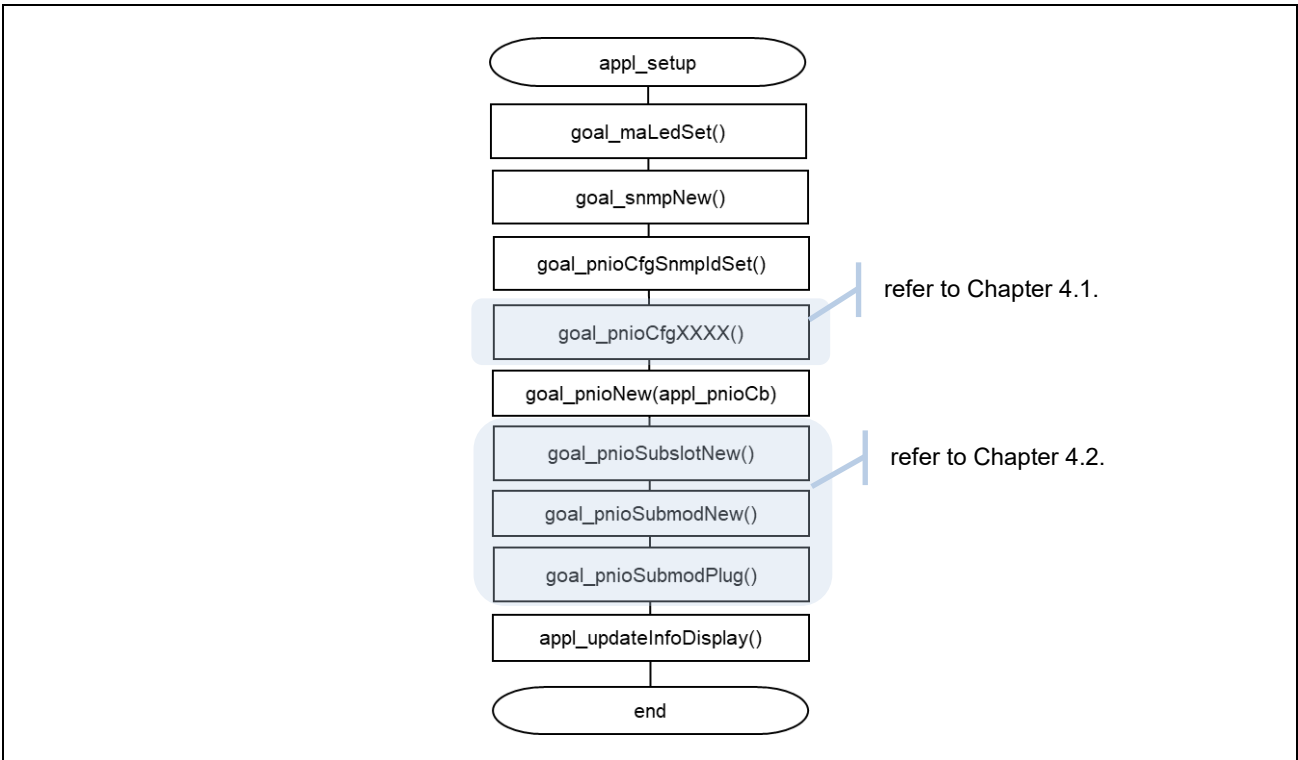 appl_setup
goal_maLedSet()
goal_snmpNew()
goal_pnioCfgSnmpIdSet()
refer to Chapter 4.1.
goal_pnioCfgXXXX()
goal_pnioNew(appl_pnioCb)
goal_pnioSubslotNew()
refer to Chapter 4.2.
goal_pnioSubmodNew()
goal_pnioSubmodPlug()
appl_updateInfoDisplay()
end